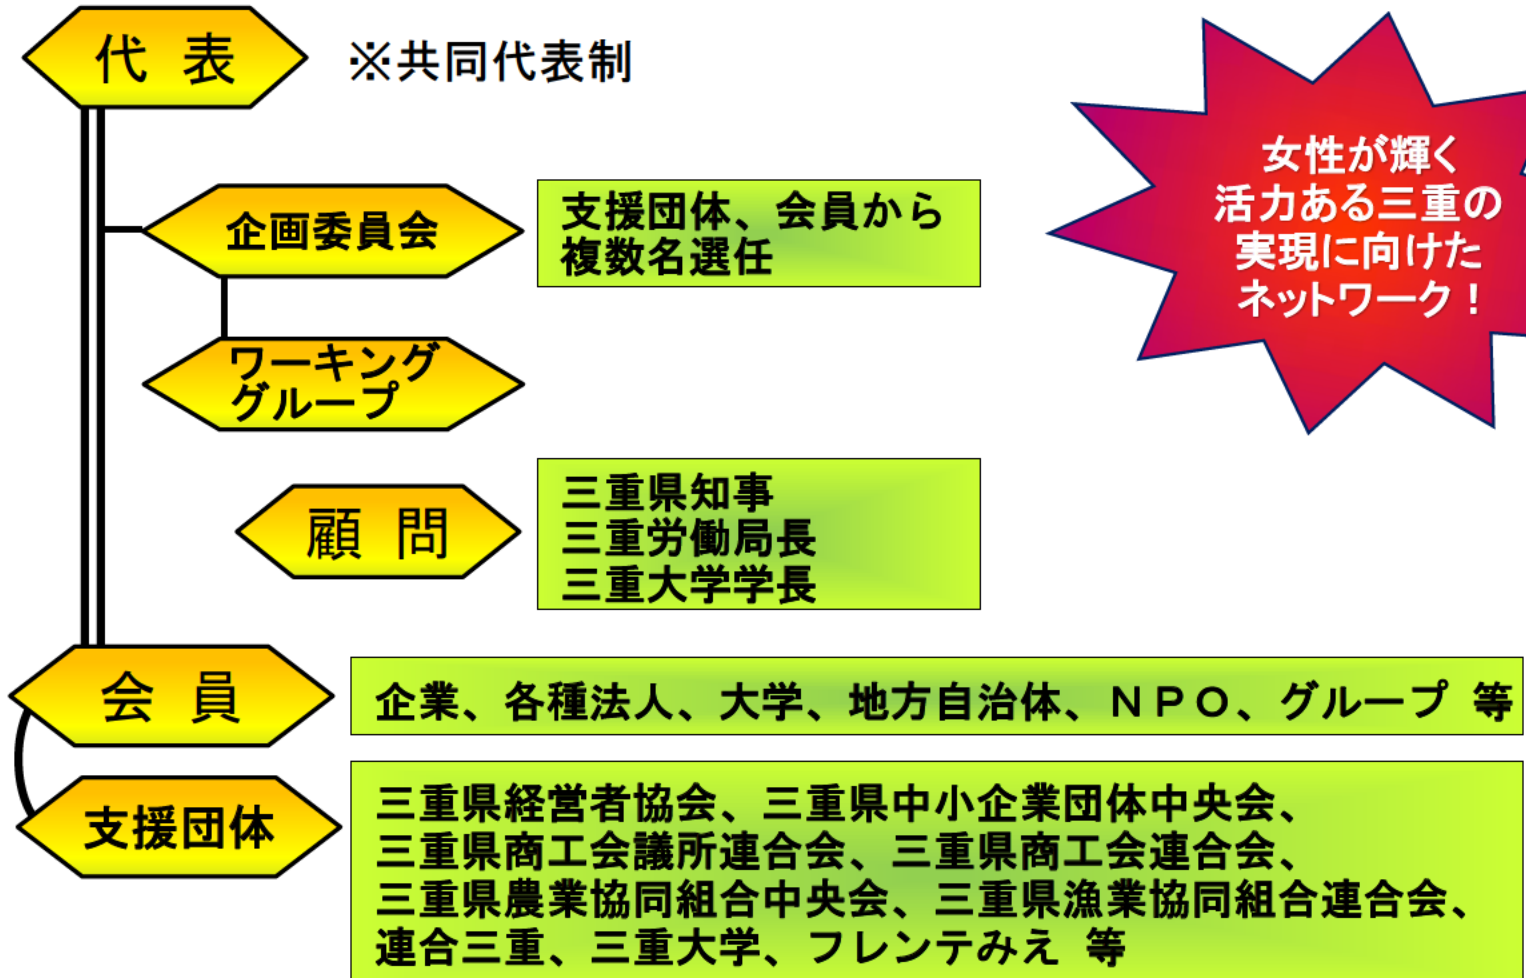 代 表
※共同代表制
女性が輝く
活力ある三重の
実現に向けた
ネットワーク！
企画委員会
支援団体、会員から
複数名選任
ワーキング
グループ
顧 問
三重県知事
三重労働局長
三重大学学長
会 員
企業、各種法人、大学、地方自治体、ＮＰＯ、グループ 等
支援団体
三重県経営者協会、三重県中小企業団体中央会、
三重県商工会議所連合会、三重県商工会連合会、
三重県農業協同組合中央会、三重県漁業協同組合連合会、
連合三重、三重大学、フレンテみえ 等